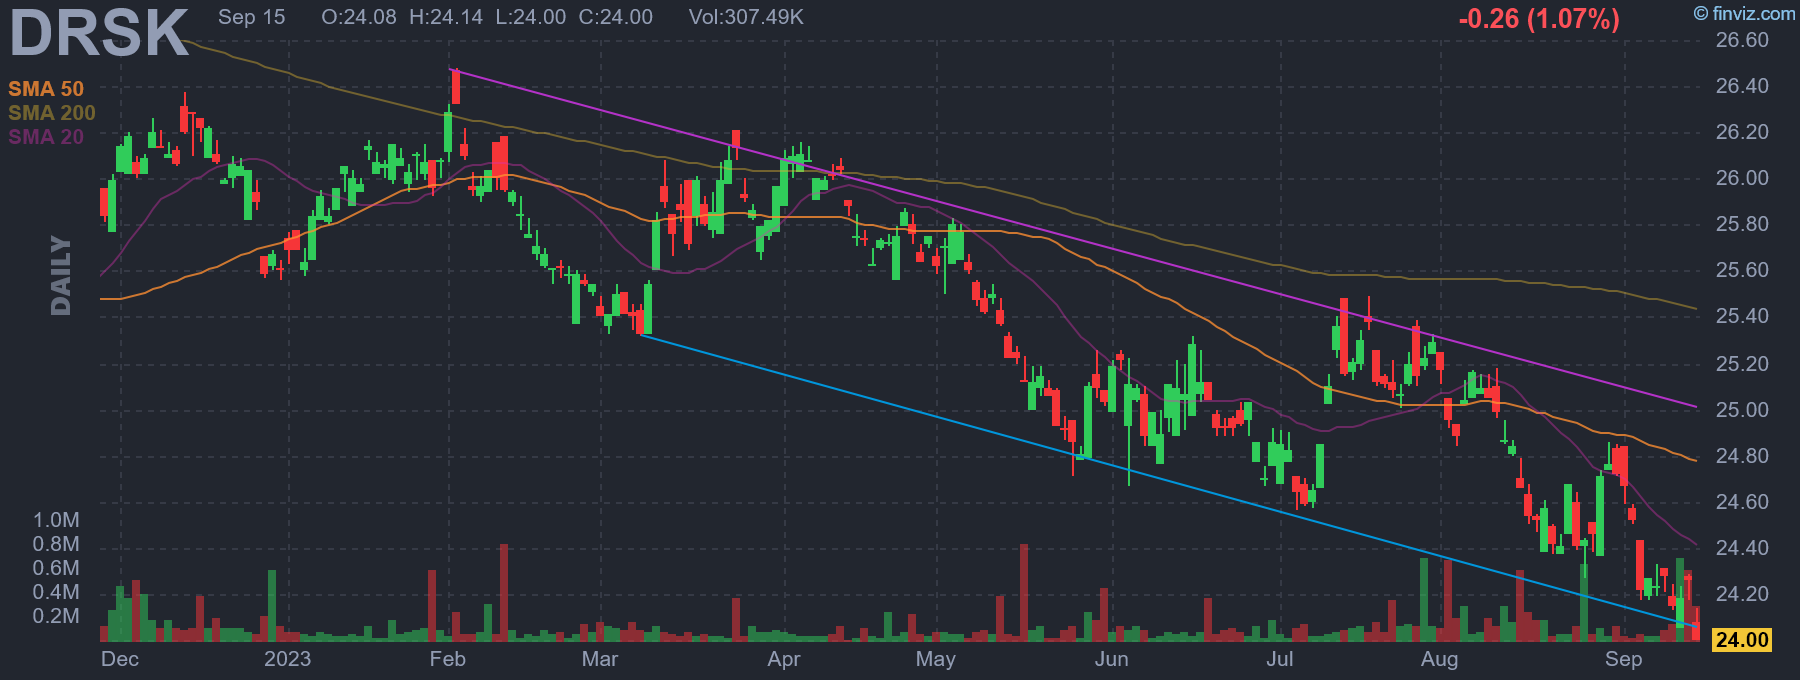 DRSK Sep 15 O:24.08 H:24.14 L:24.00 C:24.00 Vol:307.49K -0.26 (1.07%) © finviz.com
SMA 50
SMA 200
SMA 20
DAILY
26.60
26.40
26.20
26.00
25.80
25.60
25.40
25.20
25.00
24.80
24.60
24.40
24.20
24.00
1.0M
0.8M
0.6M
0.4M
0.2M
Dec 2023 Feb Mar Apr May Jun Jul Aug Sep